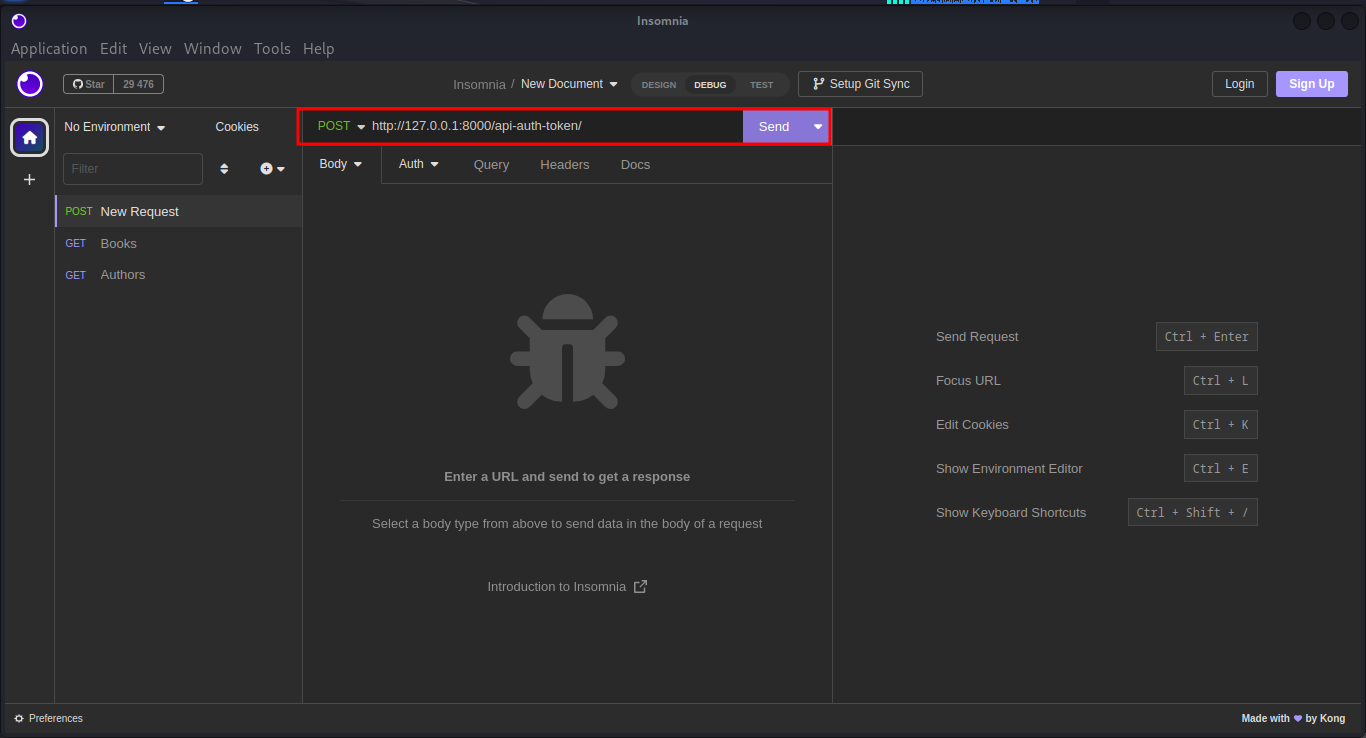 Insomnia
Application Edit View Window Tools Help
Star 29 476
Insomnia / New Document
DESIGN DEBUG TEST
Setup Git Sync
Login Sign Up
No Environment Cookies
POST http://127.0.0.1:8000/api-auth-token/ Send
Filter
Body Auth Query Headers Docs
POST New Request
GET Books
GET Authors
Enter a URL and send to get a response
Select a body type from above to send data in the body of a request
Introduction to Insomnia
Send Request Ctrl + Enter
Focus URL Ctrl + L
Edit Cookies Ctrl + K
Show Environment Editor Ctrl + E
Show Keyboard Shortcuts Ctrl + Shift + /
Preferences
Made with by Kong